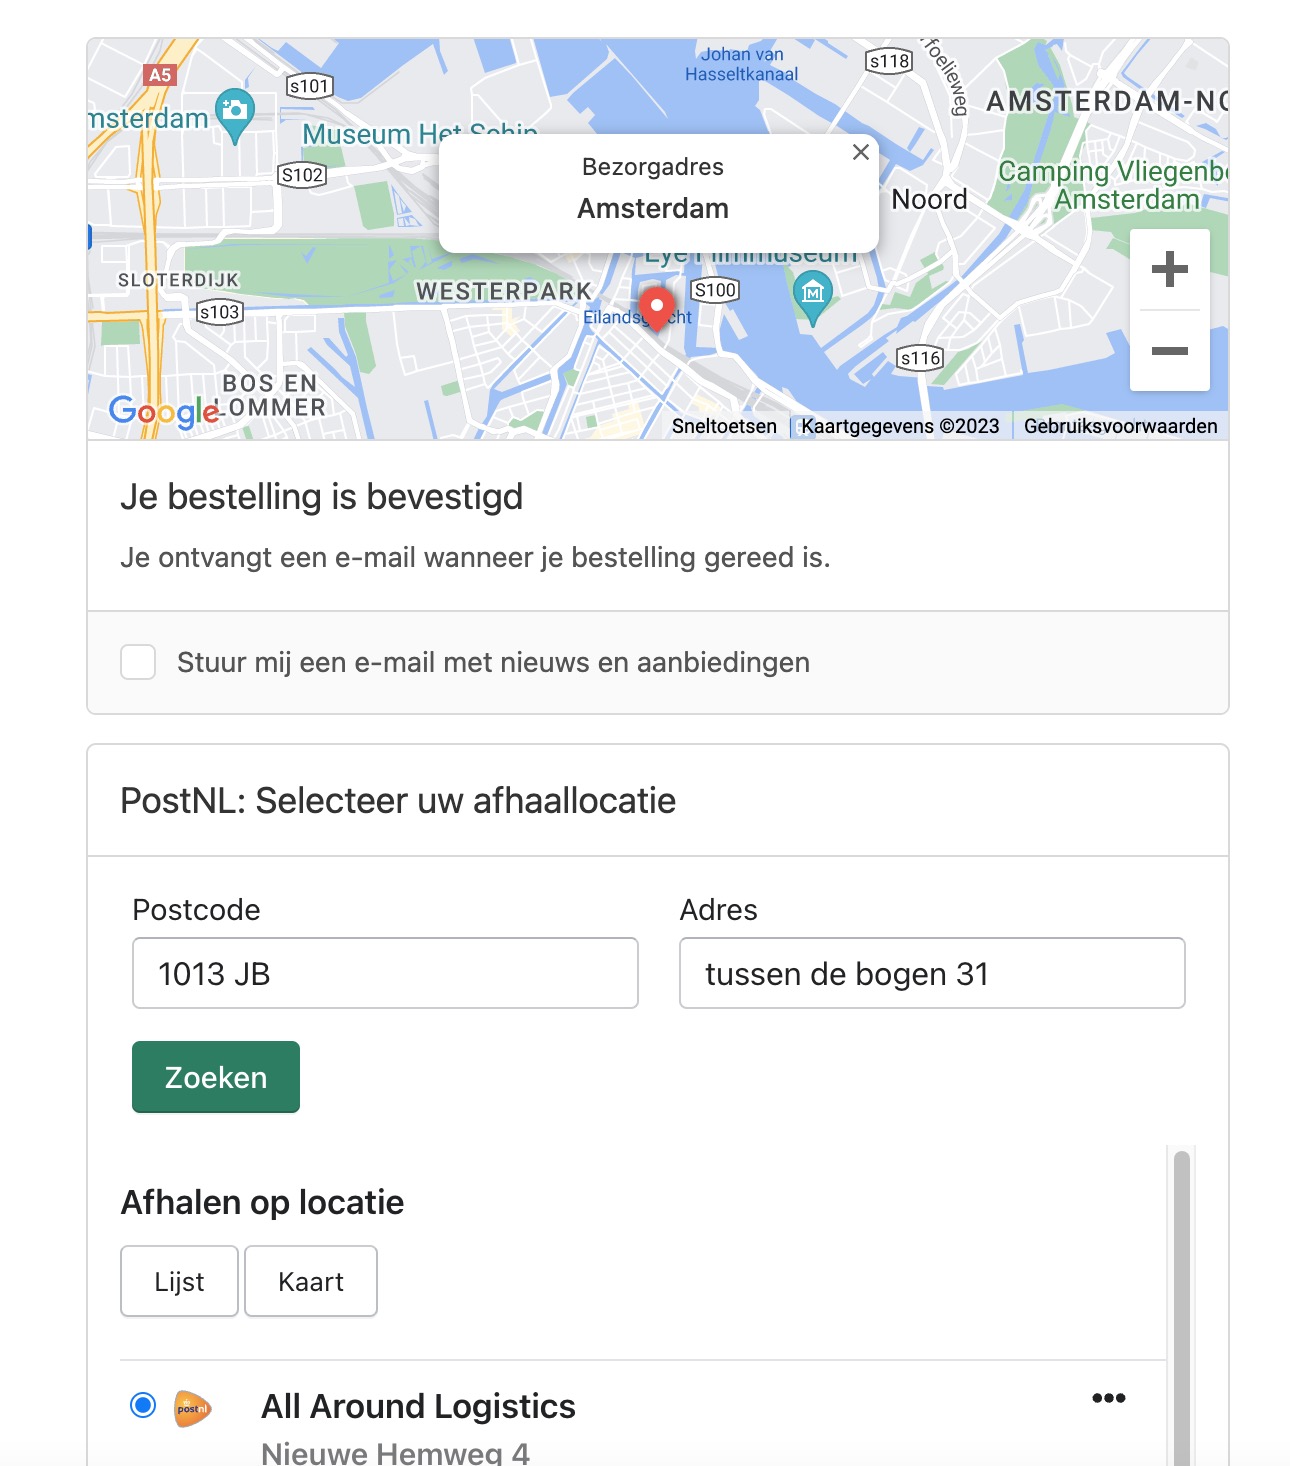 Johan van
Hasseltkanaal
s118
A5
s101
AMSTERDAM-NO
msterdam
Museum Het Schip
S102
Bezorgadres
Amsterdam
Camping Vliegenb
Amsterdam
Noord
Eye Filmmuseum
SLOTERDIJK
WESTERPARK
S100
s103
s116
BOS EN
LOMMER
Google
Sneltoetsen
Kaartgegevens ©2023
Gebruiksvoorwaarden
Je bestelling is bevestigd
Je ontvangt een e-mail wanneer je bestelling gereed is.
Stuur mij een e-mail met nieuws en aanbiedingen
PostNL: Selecteer uw afhaallocatie
Postcode
Adres
1013 JB
tussen de bogen 31
Zoeken
Afhalen op locatie
Lijst
Kaart
postnl
All Around Logistics
Nieuwe Hemweg 4